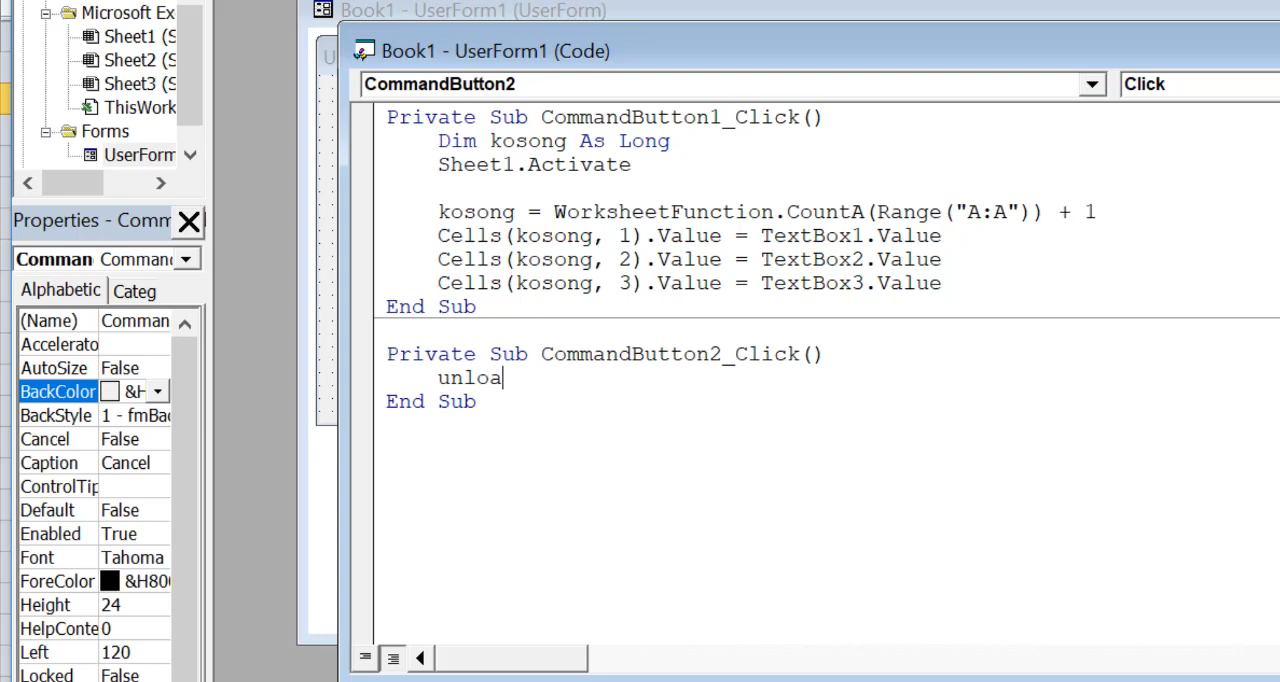 Book1 - UserForm1 (UserForm)
Microsoft Ex
Sheet1 (S
Sheet2 (S
Sheet3 (S
ThisWork
Forms
UserForm
Properties - Comm
Comman Command
Alphabetic Categ
(Name) Comman
Accelerato
AutoSize False
BackColor &H
BackStyle 1 - fmBac
Cancel False
Caption Cancel
ControlTip
Default False
Enabled True
Font Tahoma
ForeColor &H800
Height 24
HelpConte 0
Left 120
Locked False
U
Book1 - UserForm1 (Code)
CommandButton2 Click
Private Sub CommandButton1_Click()
Dim kosong As Long
Sheet1.Activate
kosong = WorksheetFunction.CountA(Range("A:A")) + 1
Cells(kosong, 1).Value = TextBox1.Value
Cells(kosong, 2).Value = TextBox2.Value
Cells(kosong, 3).Value = TextBox3.Value
End Sub
Private Sub CommandButton2_Click()
unloa
End Sub